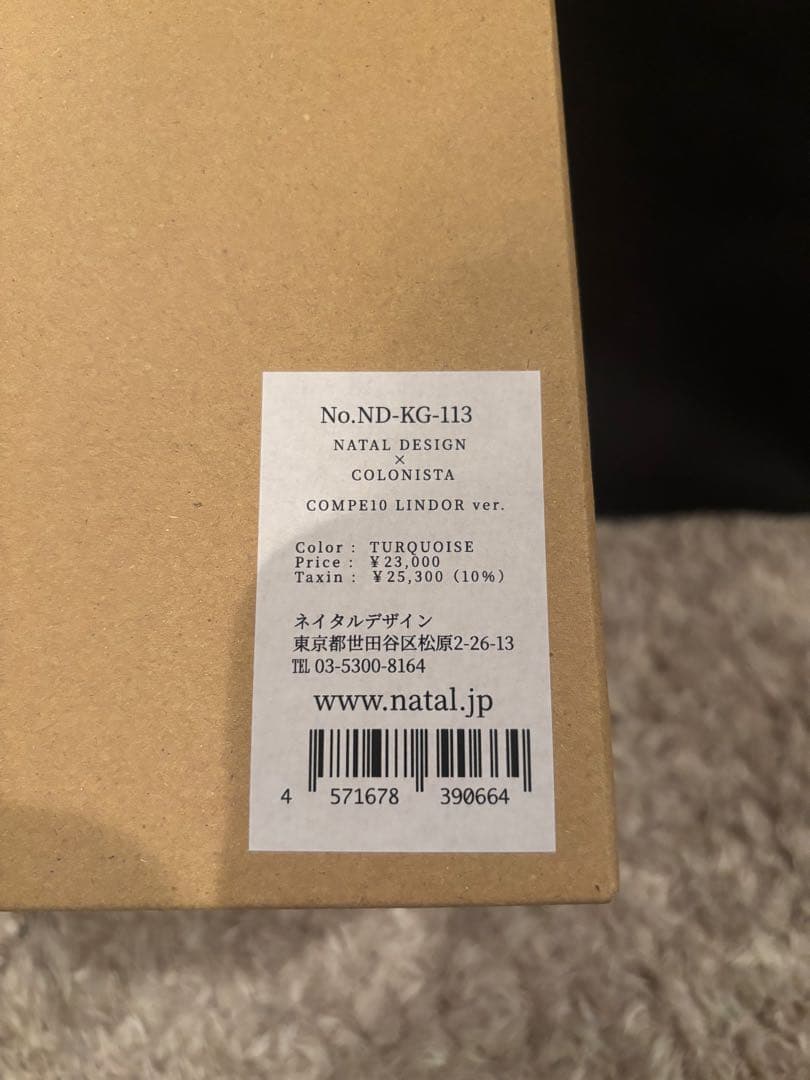 No.ND-KG-113
NATAL DESIGN
×
COLONISTA
COMPE10 LINDOR ver.
Color : TURQUOISE
Price : ¥23,000
Taxin : ¥25,300 (10%)
ネイタルデザイン
東京都世田谷区松原2-26-13
℡ 03-5300-8164
www.natal.jp
4 571678 390664